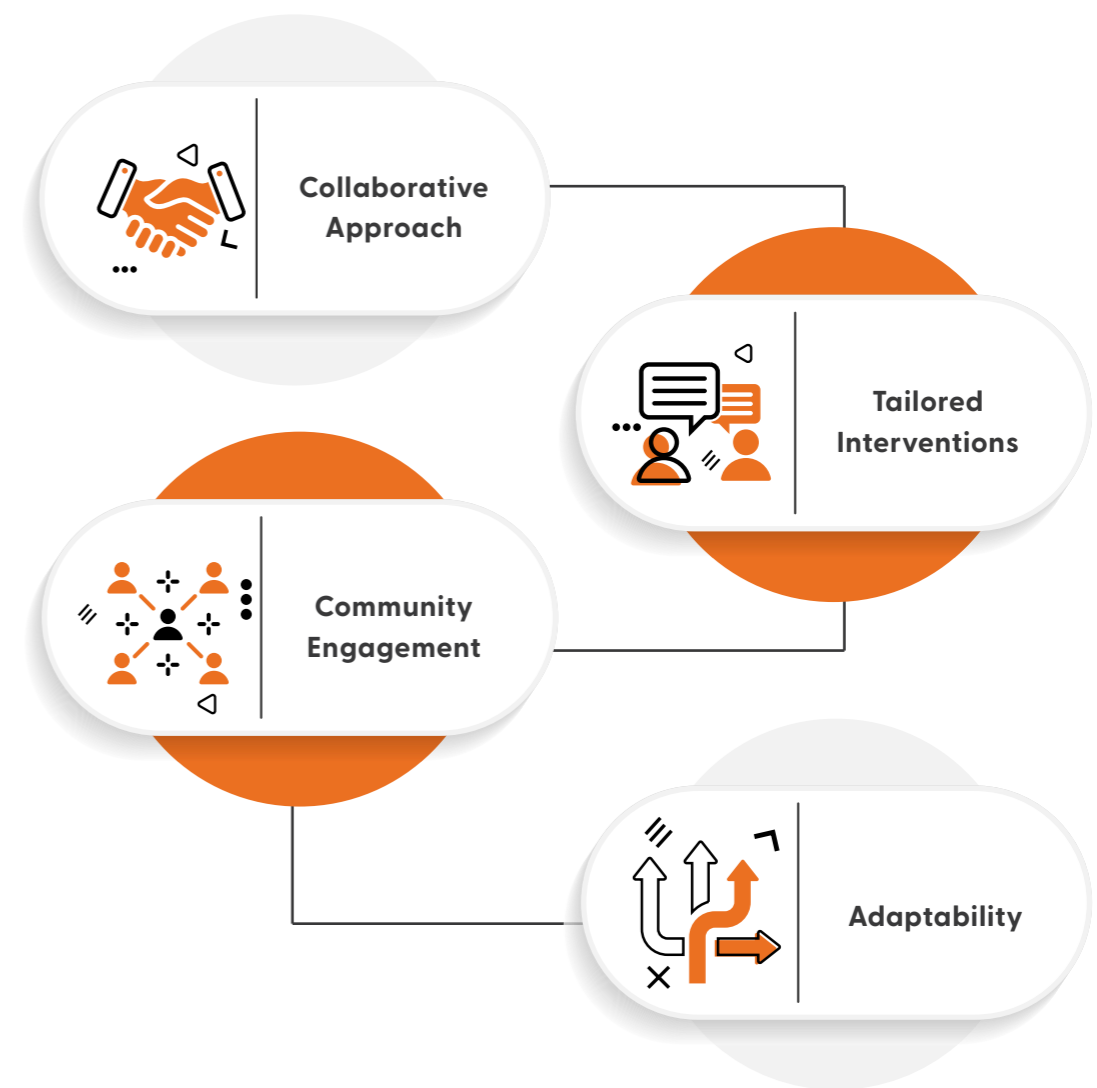 Collaborative
Approach
Tailored
Interventions
Community
Engagement
Adaptability